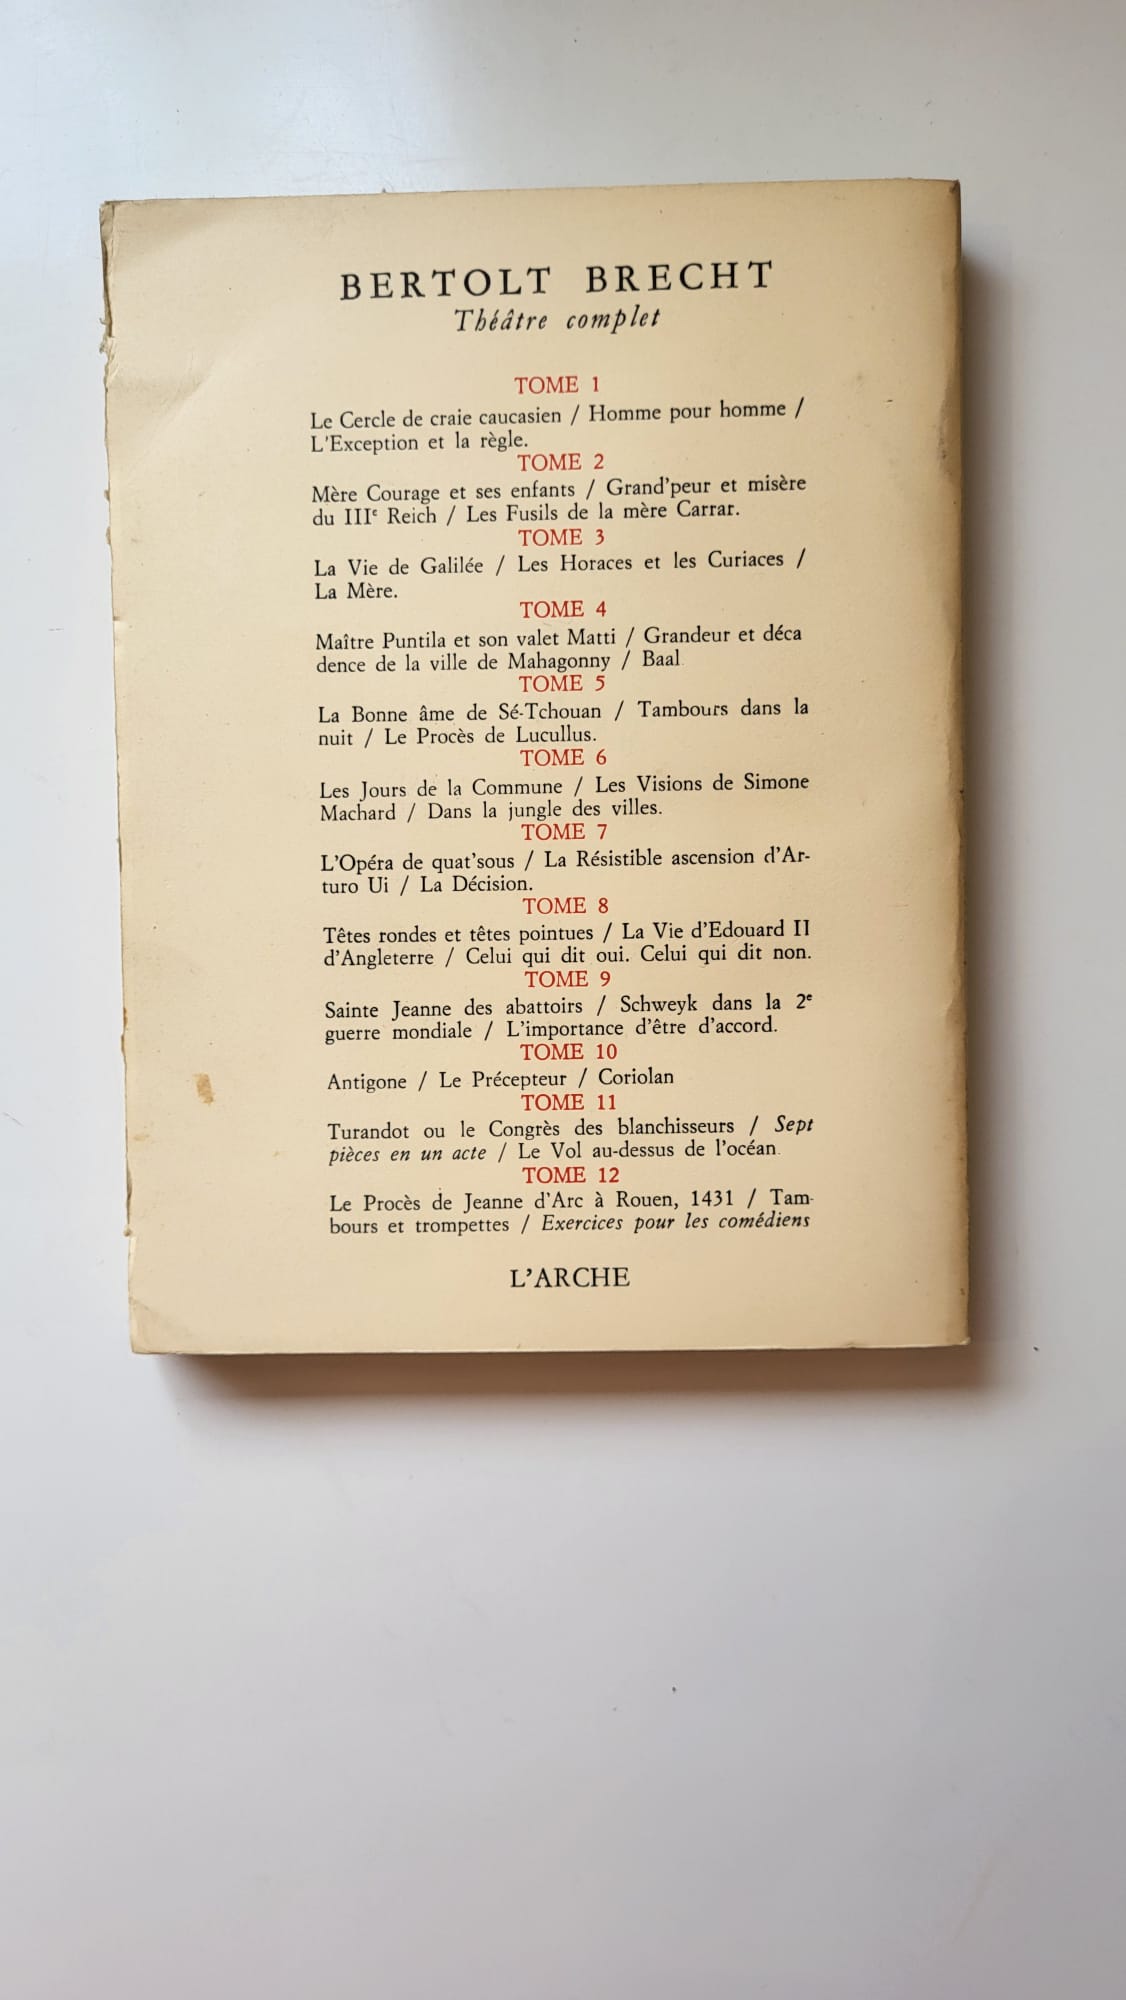 BERTOLT BRECHT
Théâtre complet
TOME 1
Le Cercle de craie caucasien / Homme pour homme /
L'Exception et la règle.
TOME 2
Mère Courage et ses enfants / Grand'peur et misère
du IIIe Reich / Les Fusils de la mère Carrar.
TOME 3
La Vie de Galilée / Les Horaces et les Curiaces /
La Mère.
TOME 4
Maître Puntila et son valet Matti / Grandeur et déca
dence de la ville de Mahagonny / Baal.
TOME 5
La Bonne âme de Sé-Tchouan / Tambours dans la
nuit / Le Procès de Lucullus.
TOME 6
Les Jours de la Commune / Les Visions de Simone
Machard / Dans la jungle des villes.
TOME 7
L'Opéra de quat'sous / La Résistible ascension d'Ar-
turo Ui / La Décision.
TOME 8
Têtes rondes et têtes pointues / La Vie d'Edouard II
d'Angleterre / Celui qui dit oui. Celui qui dit non.
TOME 9
Sainte Jeanne des abattoirs / Schweyk dans la 2e
guerre mondiale / L'importance d'être d'accord.
TOME 10
Antigone / Le Précepteur / Coriolan
TOME 11
Turandot ou le Congrès des blanchisseurs / Sept
pièces en un acte / Le Vol au-dessus de l'océan.
TOME 12
Le Procès de Jeanne d'Arc à Rouen, 1431 / Tam-
bours et trompettes / Exercices pour les comédiens
L'ARCHE